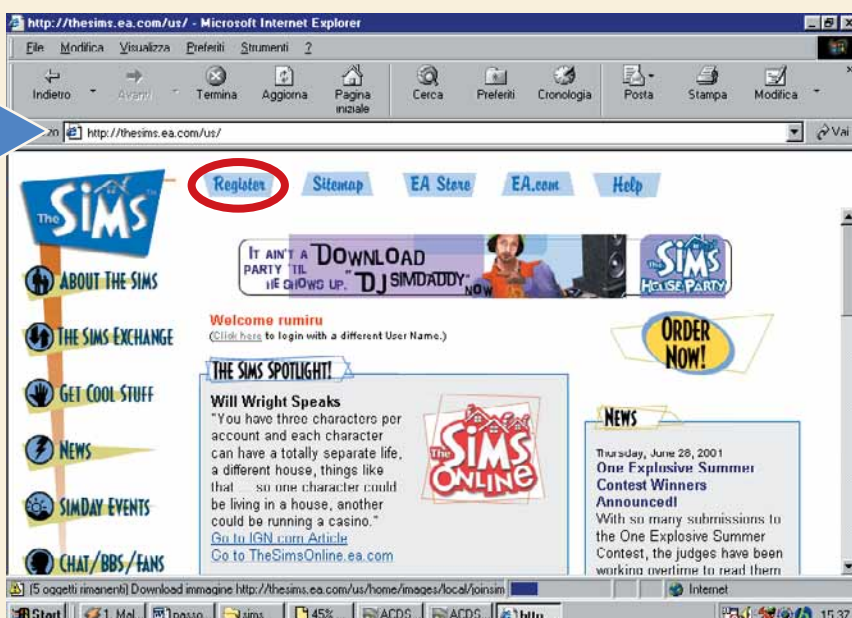 http://thesims.ea.com/us/ - Microsoft Internet Explorer
File Modifica Visualizza Preferiti Strumenti ?
Indietro Avanti Termina Aggiorna Pagina iniziale Cerca Preferiti Cronologia Posta Stampa Modifica
http://thesims.ea.com/us/ Vai
The SIMS
Register Sitemap EA Store EA.com Help
IT AIN'T A PARTY 'TIL HE SHOWS UP. DOWNLOAD "DJ SIMDADDY" NOW
The SIMS HOUSE PARTY
ABOUT THE SIMS
THE SIMS EXCHANGE
GET COOL STUFF
NEWS
SIMDAY EVENTS
CHAT/BBS/FANS
Welcome rumiru
(Click here to login with a different User Name.)
ORDER NOW!
THE SIMS SPOTLIGHT!
Will Wright Speaks
"You have three characters per
account and each character
can have a totally separate life,
a different house, things like
that ... so one character could
be living in a house, another
could be running a casino."
Go to IGN.com Article
Go to TheSimsOnline.ea.com
The SIMS ONLINE
NEWS
Thursday, June 28, 2001
One Explosive Summer
Contest Winners
Announced!
With so many submissions to
the One Explosive Summer
Contest, the judges have been
working overtime to read them
(5 oggetti rimanenti) Download immagine http://thesims.ea.com/us/home/images/local/joinsim Internet
Start 1 Mal passo sims 45% ACDS ACDS http 15.37